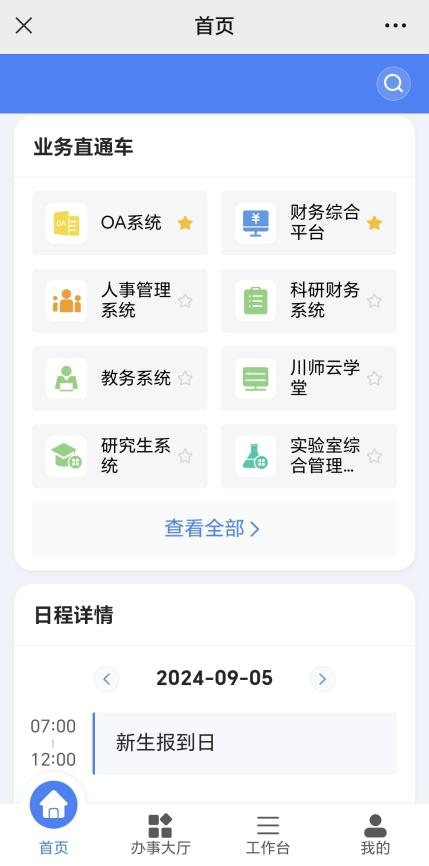 首页
业务直通车
OA系统
财务综合
平台
人事管理
系统
科研财务
系统
教务系统
川师云学
堂
研究生系
统
实验室综
合管理...
查看全部
日程详情
2024-09-05
07:00
12:00
新生报到日
首页
办事大厅
工作台
我的